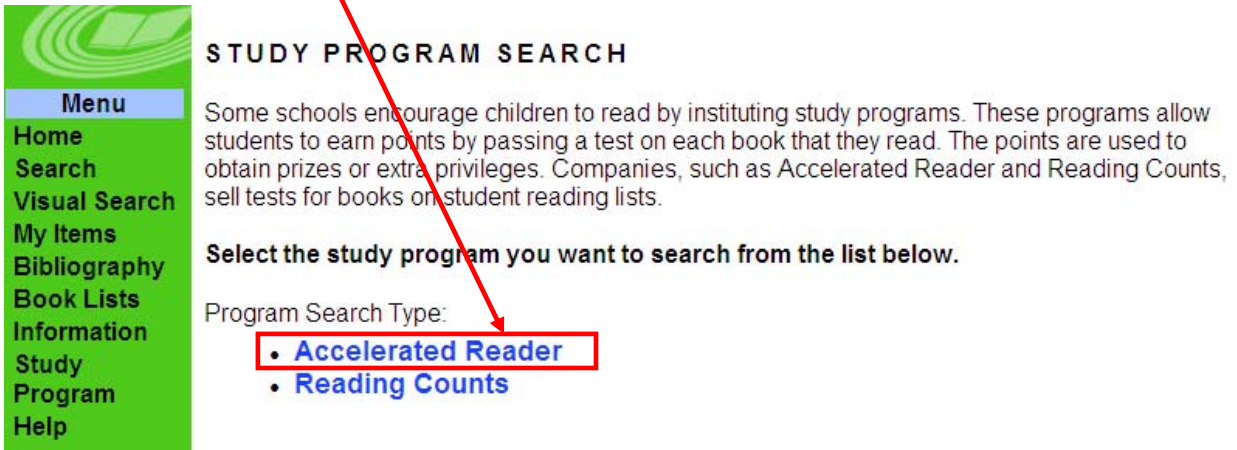 STUDY PROGRAM SEARCH
Menu
Home
Search
Visual Search
My Items
Bibliography
Book Lists
Information
Study
Program
Help
Some schools encourage children to read by instituting study programs. These programs allow
students to earn points by passing a test on each book that they read. The points are used to
obtain prizes or extra privileges. Companies, such as Accelerated Reader and Reading Counts,
sell tests for books on student reading lists.
Select the study program you want to search from the list below.
Program Search Type:
• Accelerated Reader
• Reading Counts